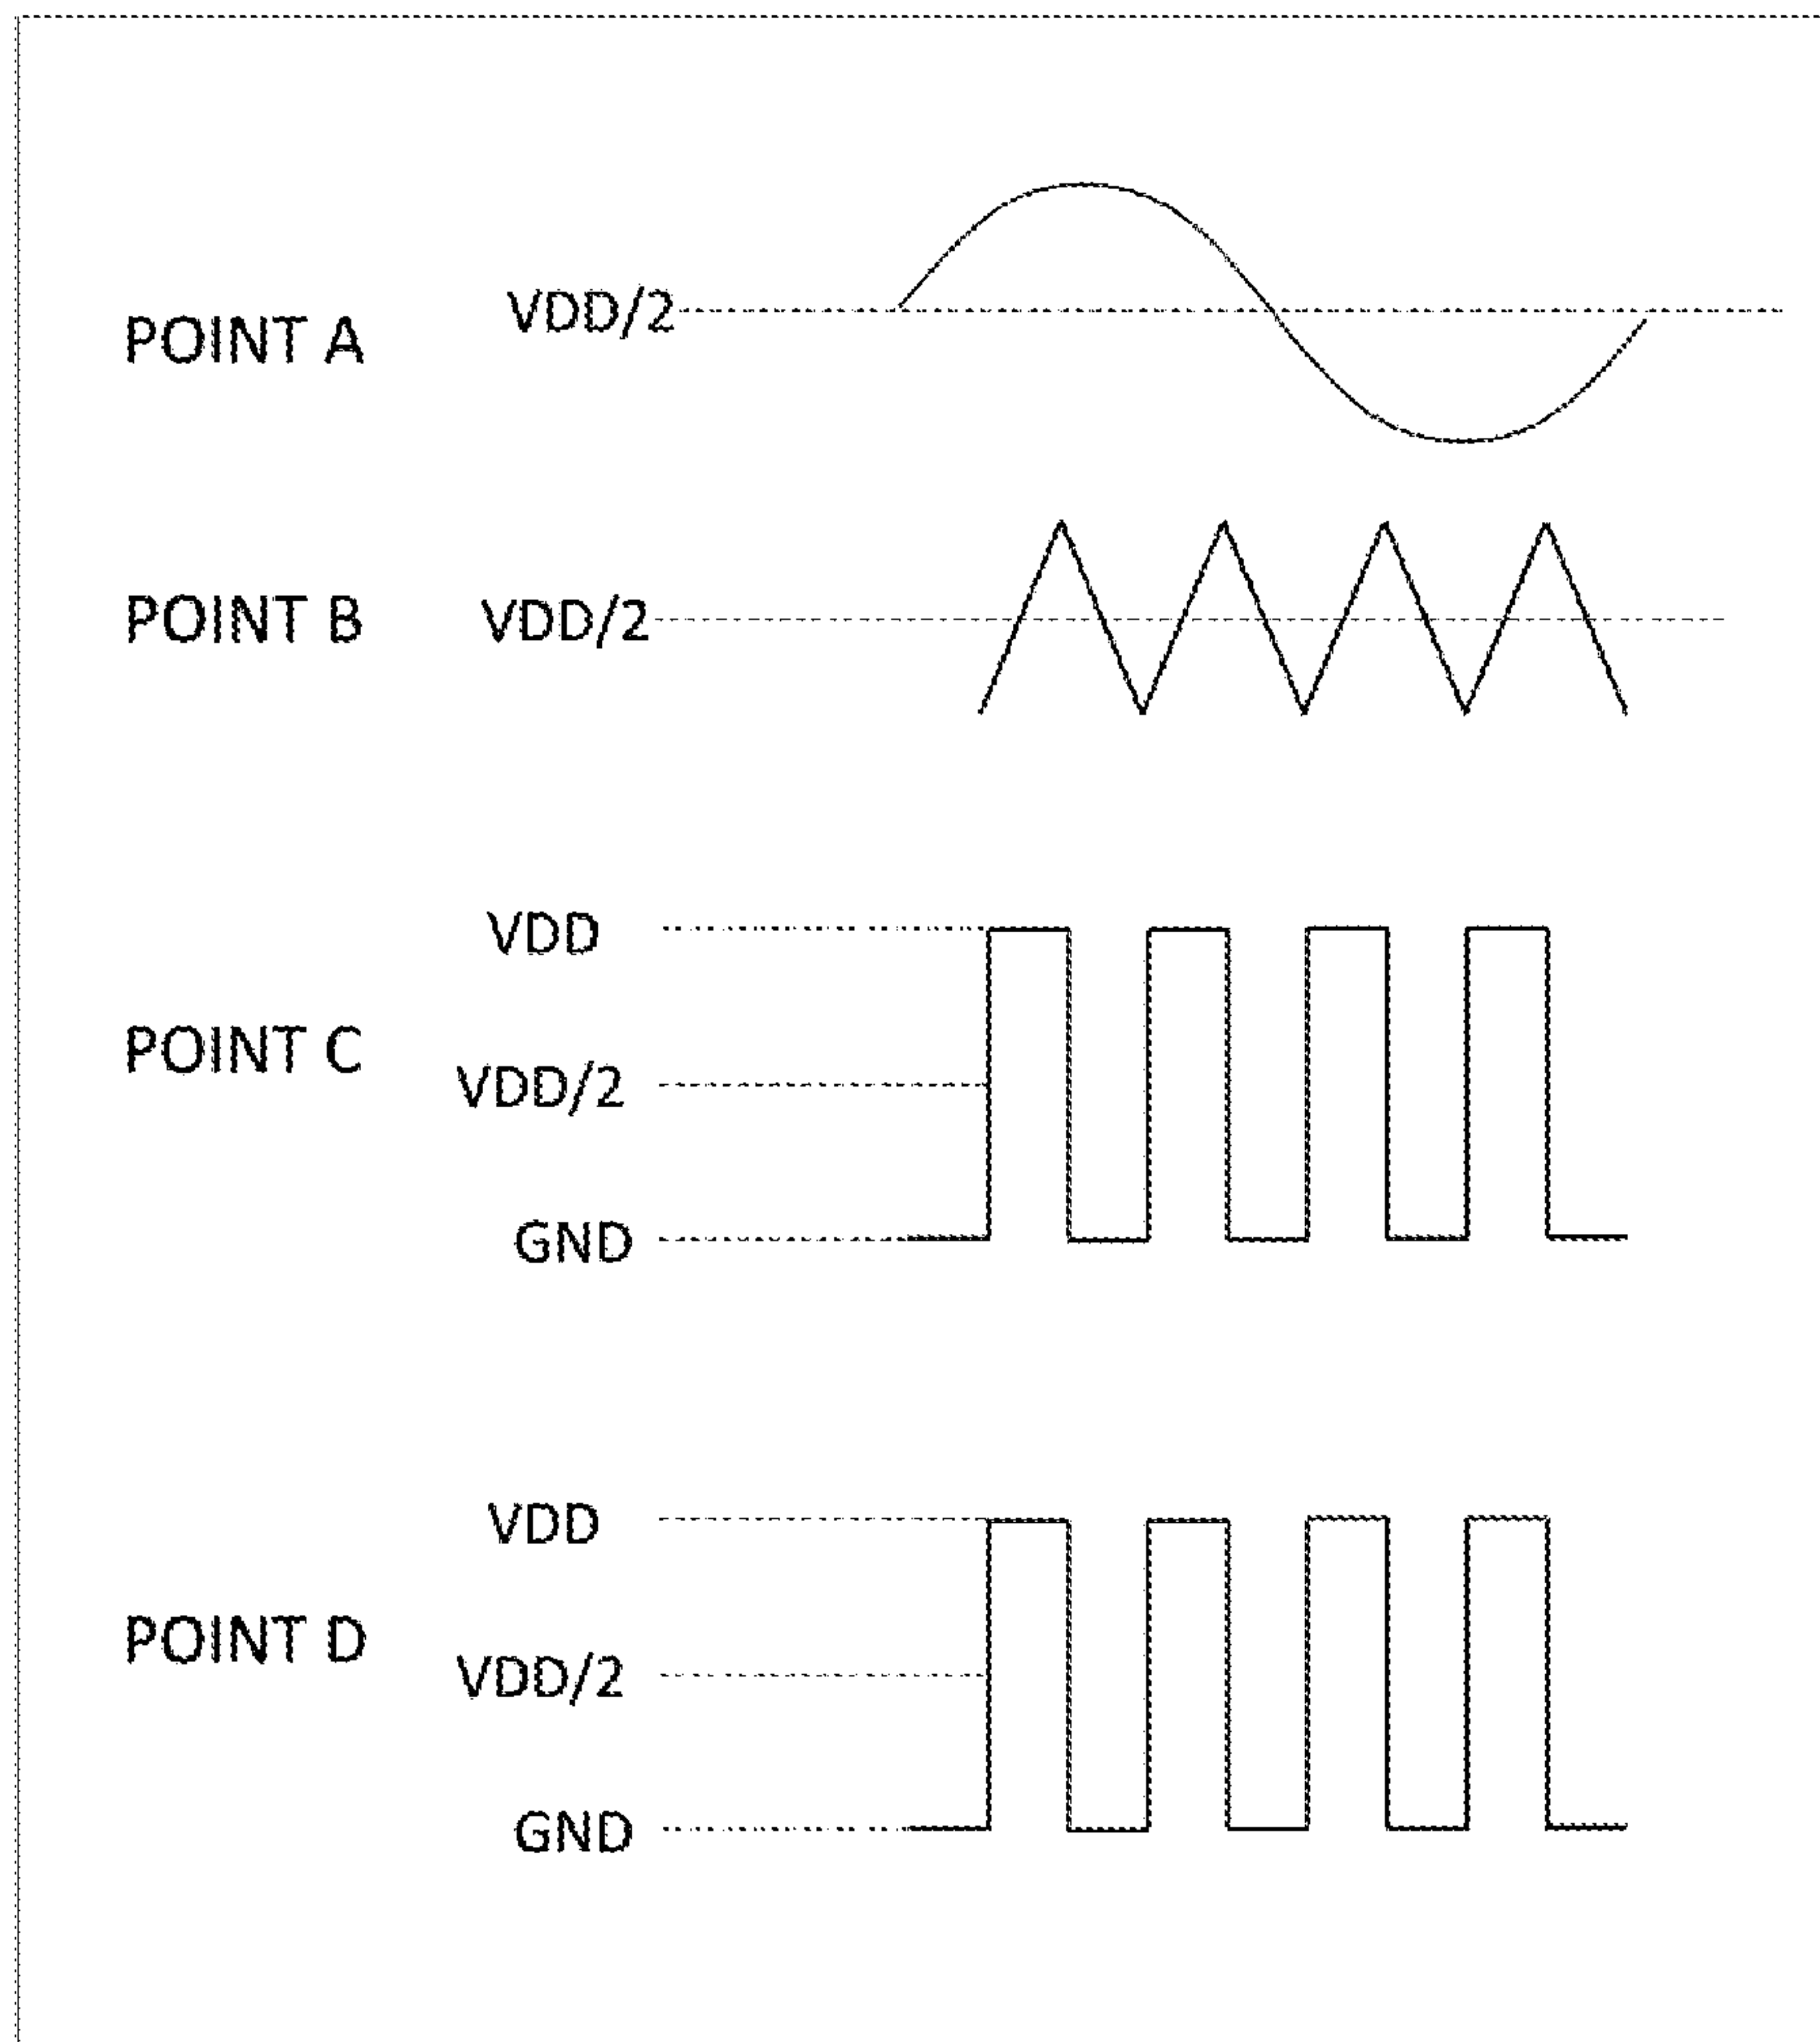 VDD/2
POINT A
POINT B VDD/2
VDD
POINT C
VDD/2
GND
VDD
POINT D
VDD/2
GND